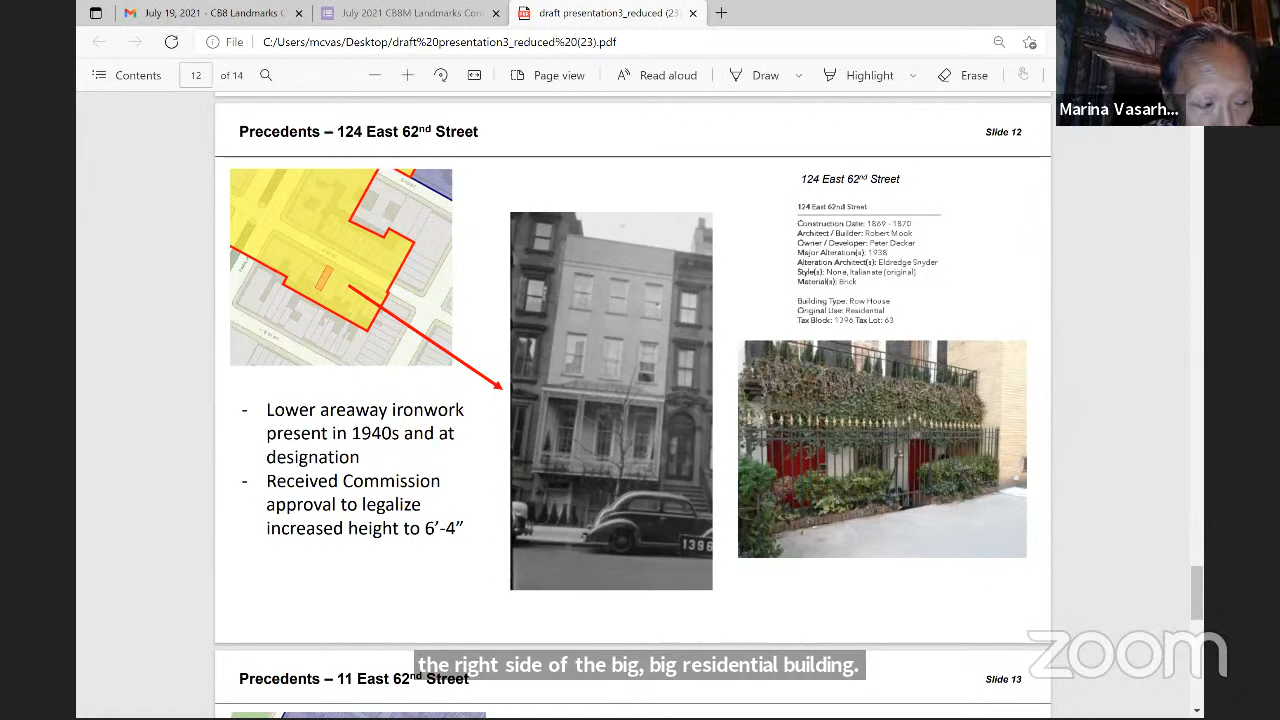 July 19, 2021 - CB8 Landmarks C
July 2021 CB8M Landmarks Con
draft presentation3_reduced (23)
File
C:/Users/mcvas/Desktop/draft%20presentation3_reduced%20(23).pdf
Contents
12
of 14
Page view
Read aloud
Draw
Highlight
Erase
Marina Vasarh...
Precedents – 124 East 62nd Street
Slide 12
124 East 62nd Street
124 East 62nd Street
Construction Date: 1869 - 1870
Architect / Builder: Robert Mook
Owner / Developer: Peter Decker
Major Alteration(s): 1938
Alteration Architect(s): Eldredge Snyder
Style(s): None, Italianate (original)
Material(s): Brick
Building Type: Row House
Original Use: Residential
Tax Block: 1396 Tax Lot: 63
- Lower areaway ironwork
present in 1940s and at
designation
- Received Commission
approval to legalize
increased height to 6’-4”
1396
zoom
the right side of the big, big residential building.
Precedents – 11 East 62nd Street
Slide 13